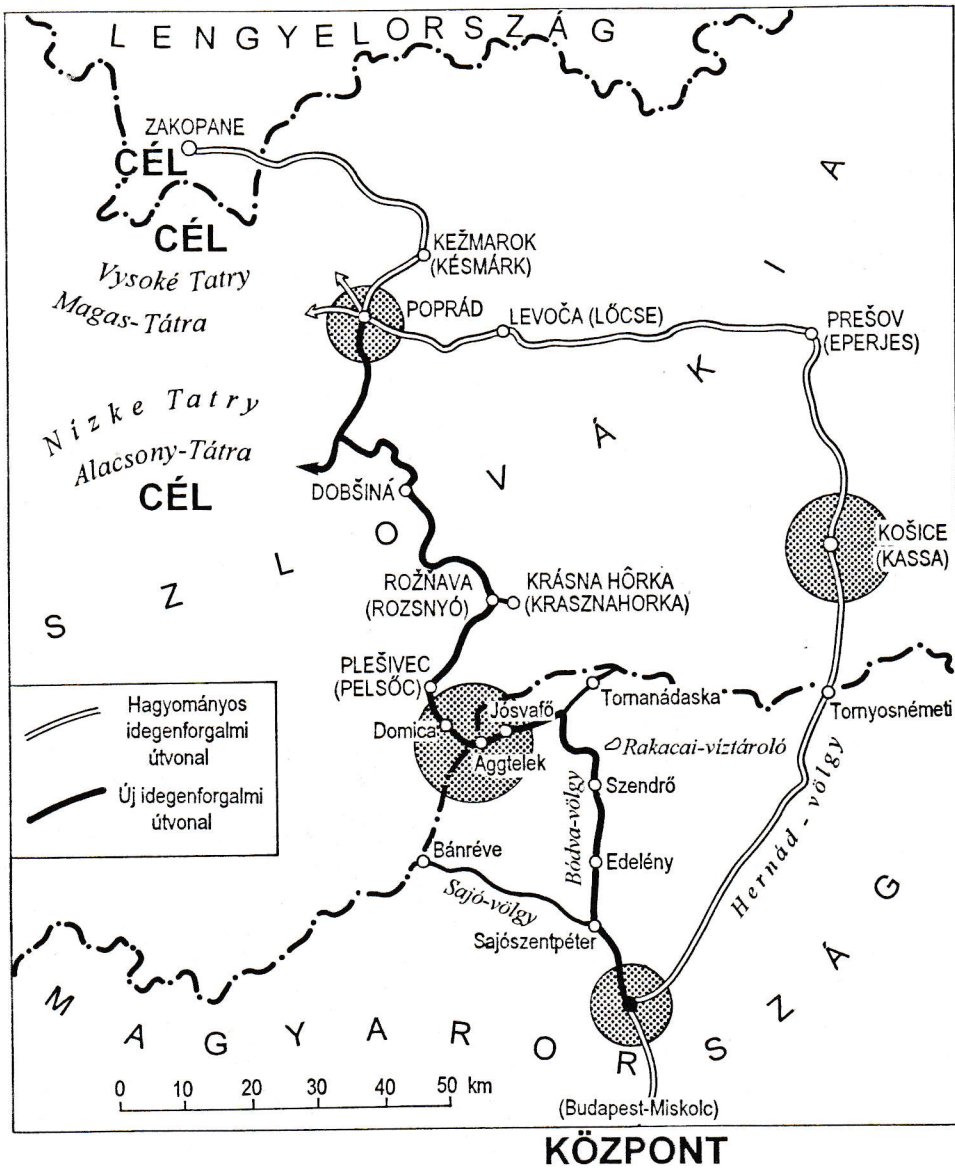 LENGYELORSZÁG
ZAKOPANE
CÉL
CÉL
KEŽMAROK
(KÉSMÁRK)
Vysoké Tatry
Magas-Tátra
POPRÁD
LEVOČA (LŐCSE)
PREŠOV
(EPERJES)
Nízke Tatry
Alacsony-Tátra
CÉL
DOBŠINÁ
SZLOVÁKIA
KOŠICE
(KASSA)
ROŽŇAVA
(ROZSNYÓ)
KRÁSNA HÔRKA
(KRASZNAHORKA)
PLEŠIVEC
(PELSŐC)
Jósvafő
Tornanádaska
Tornyosnémeti
Domica
Aggtelek
Rakacai-víztároló
Hagyományos
idegenforgalmi
útvonal
Új idegenforgalmi
útvonal
Szendrő
Bódva-völgy
Hernád-völgy
Bánréve
Edelény
Sajó-völgy
Sajószentpéter
MAGYARORSZÁG
0 10 20 30 40 50 km
(Budapest-Miskolc)
KÖZPONT